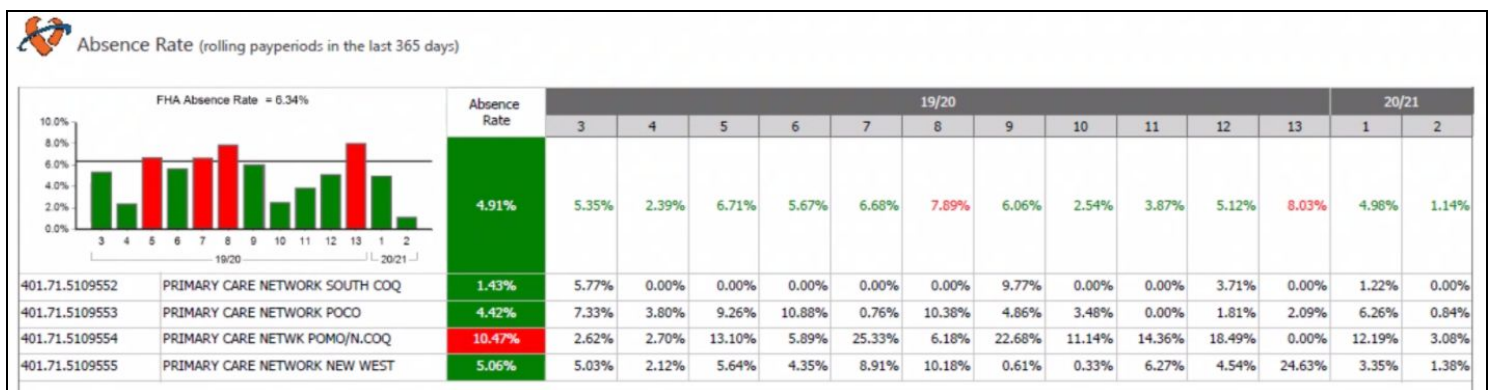 Absence Rate (rolling payperiods in the last 365 days)
FHA Absence Rate = 6.34%
10.0%
8.0%
6.0%
4.0%
2.0%
0.0%
3 4 5 6 7 8 9 10 11 12 13 1 2
19/20 20/21
Absence
Rate
19/20 20/21
3 4 5 6 7 8 9 10 11 12 13 1 2
4.91% 5.35% 2.39% 6.71% 5.67% 6.68% 7.89% 6.06% 2.54% 3.87% 5.12% 8.03% 4.98% 1.14%
401.71.5109552 PRIMARY CARE NETWORK SOUTH COQ 1.43% 5.77% 0.00% 0.00% 0.00% 0.00% 0.00% 9.77% 0.00% 0.00% 3.71% 0.00% 1.22% 0.00%
401.71.5109553 PRIMARY CARE NETWORK POCO 4.42% 7.33% 3.80% 9.26% 10.88% 0.76% 10.38% 4.86% 3.48% 0.00% 1.81% 2.09% 6.26% 0.84%
401.71.5109554 PRIMARY CARE NETWK POMO/N.COQ 10.47% 2.62% 2.70% 13.10% 5.89% 25.33% 6.18% 22.68% 11.14% 14.36% 18.49% 0.00% 12.19% 3.08%
401.71.5109555 PRIMARY CARE NETWORK NEW WEST 5.06% 5.03% 2.12% 5.64% 4.35% 8.91% 10.18% 0.61% 0.33% 6.27% 4.54% 24.63% 3.35% 1.38%